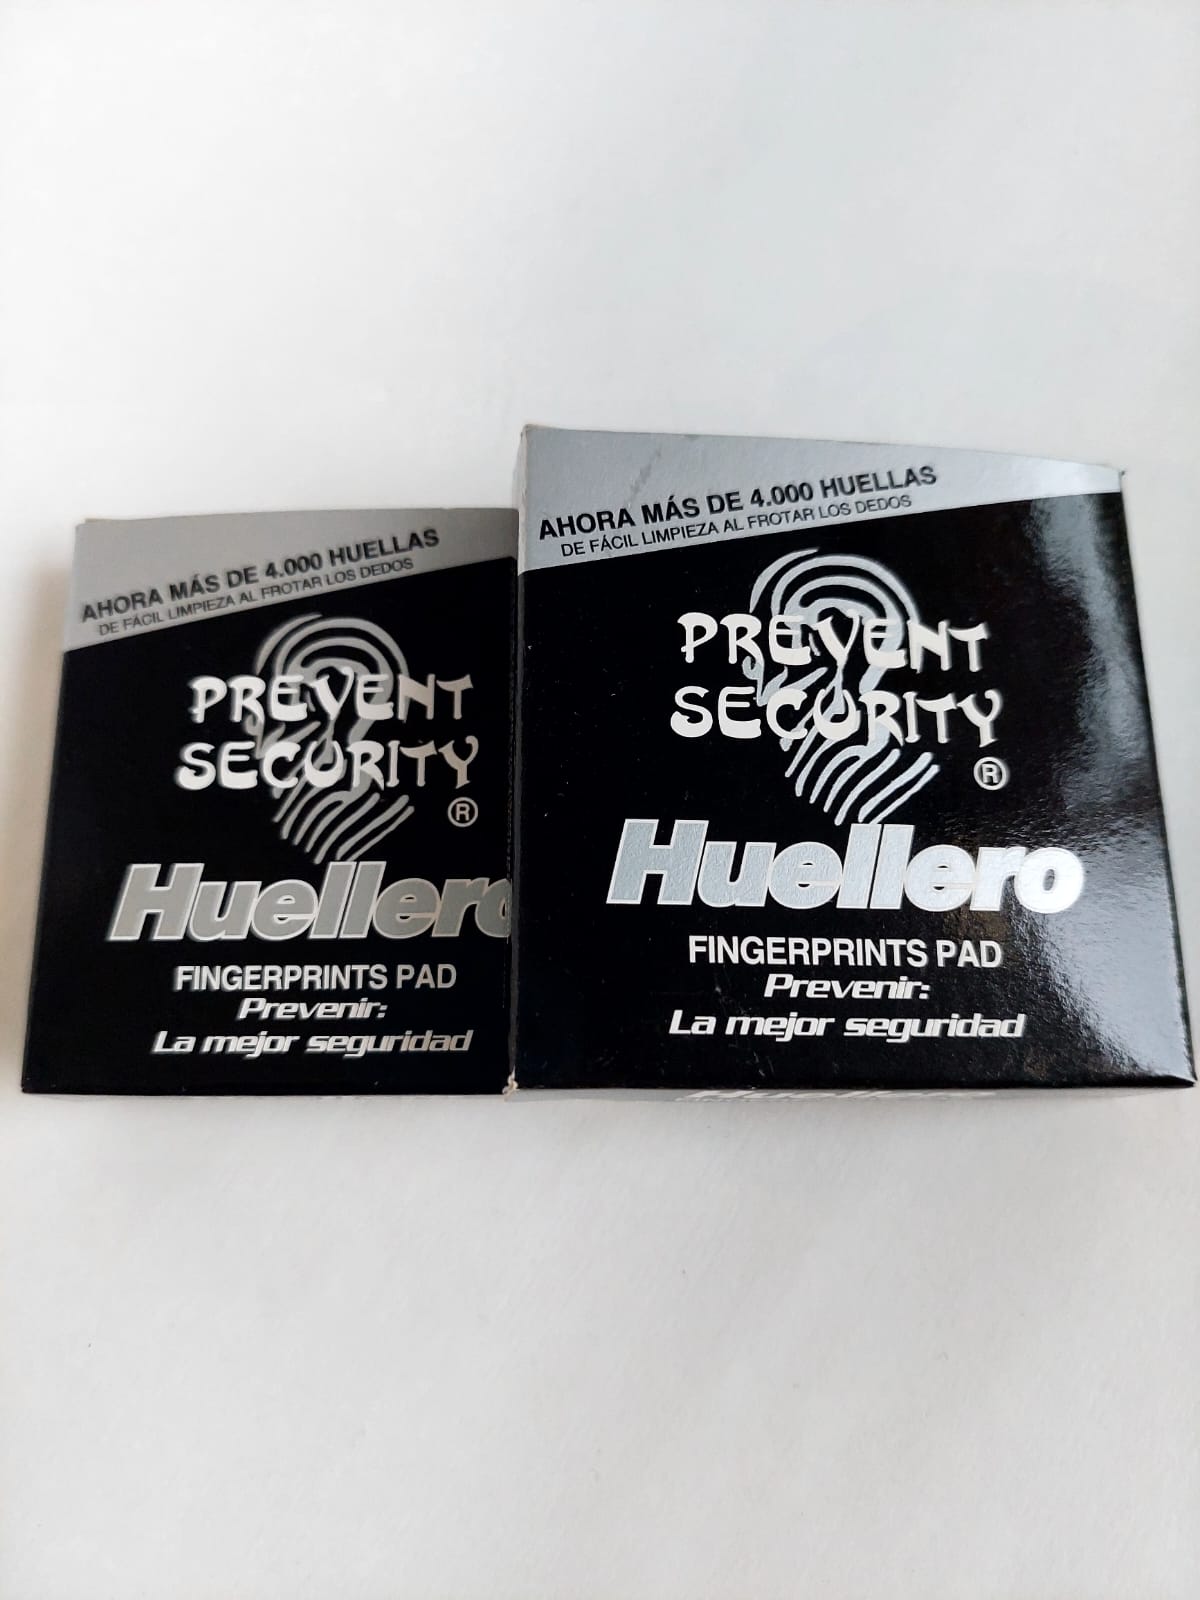 AHORA MÁS DE 4.000 HUELLAS
DE FÁCIL LIMPIEZA AL FROTAR LOS DEDOS
PREVENT
SECURITY
®
Huellero
FINGERPRINTS PAD
Prevenir:
La mejor seguridad
AHORA MÁS DE 4.000 HUELLAS
DE FÁCIL LIMPIEZA AL FROTAR LOS DEDOS
PREVENT
SECURITY
®
Huellero
FINGERPRINTS PAD
Prevenir:
La mejor seguridad
Huellero